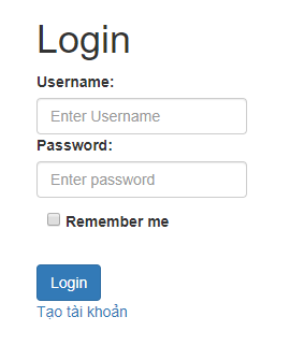 Login
Username:
Enter Username
Password:
Enter password
Remember me
Login
Tạo tài khoản